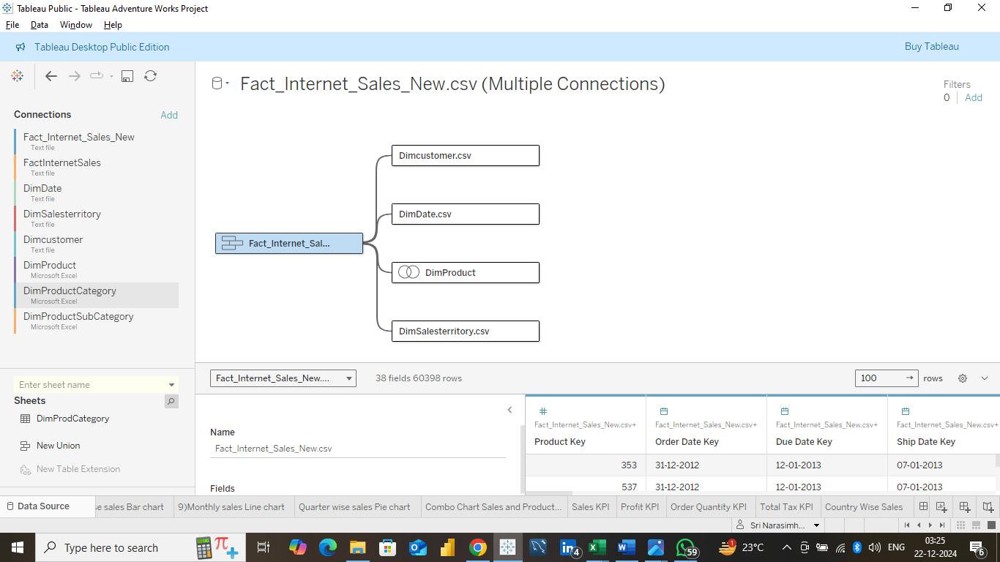 Tableau Public - Tableau Adventure Works Project
File Data Window Help
Tableau Desktop Public Edition
Buy Tableau
Connections
Add
Fact_Internet_Sales_New
Text file
FactInternetSales
Text file
DimDate
Text file
DimSalesterritory
Text file
Dimcustomer
Text file
DimProduct
Microsoft Excel
DimProductCategory
Microsoft Excel
DimProductSubCategory
Microsoft Excel
Enter sheet name
Sheets
DimProdCategory
New Union
New Table Extension
Fact_Internet_Sales_New.csv (Multiple Connections)
Filters
0 Add
Dimcustomer.csv
DimDate.csv
Fact_Internet_Sal...
DimProduct
DimSalesterritory.csv
Fact_Internet_Sales_New....
38 fields 60398 rows
100 rows
Name
Fact_Internet_Sales_New.csv
Fields
Fact_Internet_Sales_New.csv+ Fact_Internet_Sales_New.csv+ Fact_Internet_Sales_New.csv+ Fact_Internet_Sales_New.csv+
Product Key Order Date Key Due Date Key Ship Date Key
353 31-12-2012 12-01-2013 07-01-2013
537 31-12-2012 12-01-2013 07-01-2013
Data Source se sales Bar chart 9)Monthly sales Line chart Quarter wise sales Pie chart Combo Chart Sales and Product... Sales KPI Profit KPI Order Quantity KPI Total Tax KPI Country Wise Sales
Sri Narasimh...
Type here to search
4
59
1
23°C
ENG
03:25
22-12-2024
6